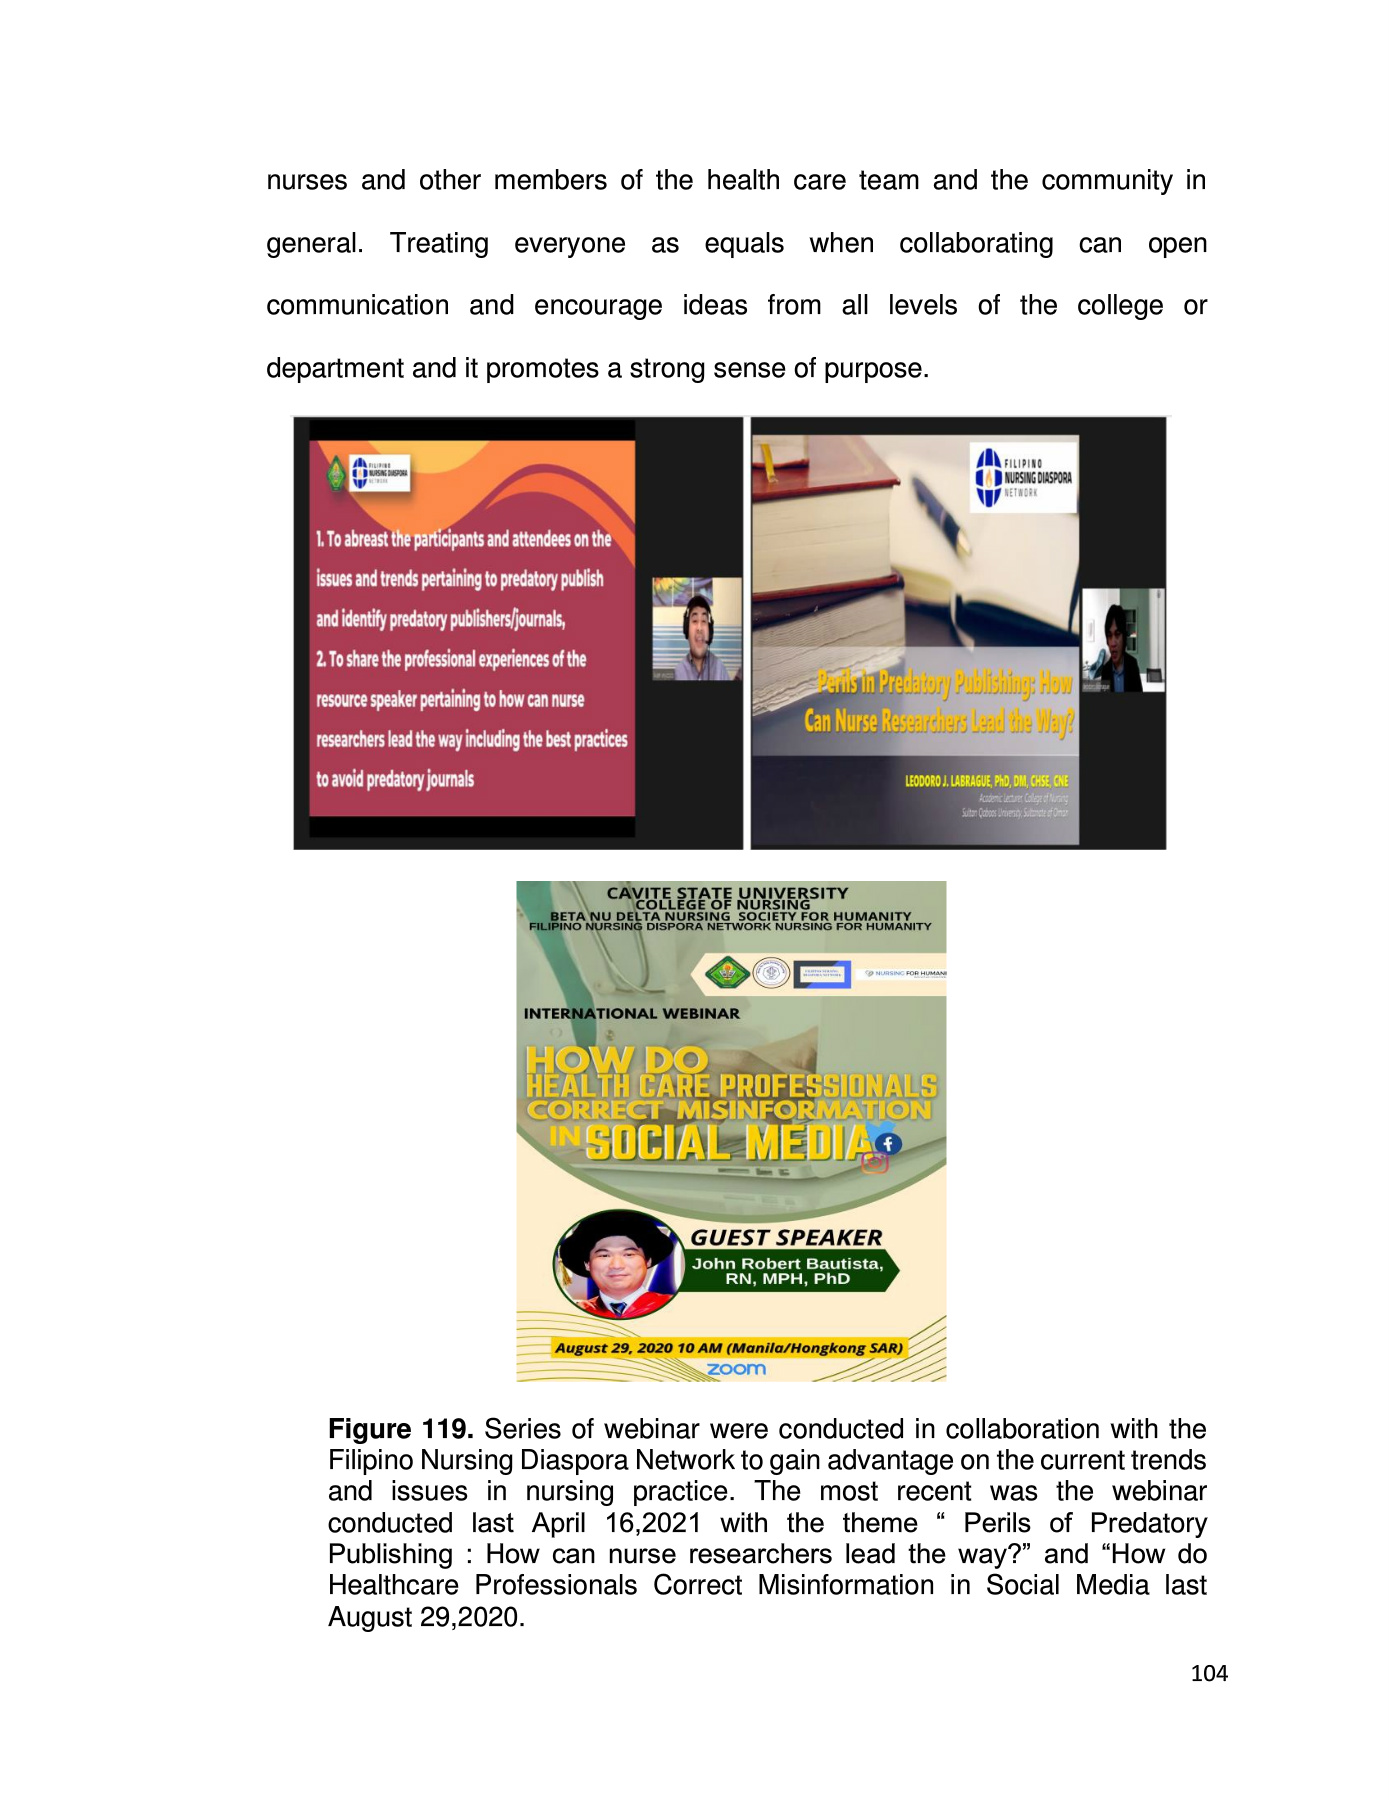 nurses and other members of the health care team and the community in
general. Treating everyone as equals when collaborating can open
communication and encourage ideas from all levels of the college or
department and it promotes a strong sense of purpose.
FILIPINO
NURSING DIASPORA
NETWORK
1. To abreast the participants and attendees on the
issues and trends pertaining to predatory publish
and identify predatory publishers/journals,
2. To share the professional experiences of the
resource speaker pertaining to how can nurse
researchers lead the way including the best practices
to avoid predatory journals
FILIPINO
NURSING DIASPORA
NETWORK
Perils in Predatory Publishing: How
Can Nurse Researchers Lead the Way?
LEODORO J. LABRAGUE, PhD, DM, CHSE, CNE
Academic Lecturer, College of Nursing
Sultan Qaboos University, Sultanate of Oman
CAVITE STATE UNIVERSITY
COLLEGE OF NURSING
BETA NU DELTA NURSING SOCIETY FOR HUMANITY
FILIPINO NURSING DISPORA NETWORK NURSING FOR HUMANITY
NURSING FOR HUMANI
INTERNATIONAL WEBINAR
HOW DO
HEALTH CARE PROFESSIONALS
CORRECT MISINFORMATION
IN SOCIAL MEDIA
GUEST SPEAKER
John Robert Bautista,
RN, MPH, PhD
August 29, 2020 10 AM (Manila/Hongkong SAR)
zoom
Figure 119. Series of webinar were conducted in collaboration with the
Filipino Nursing Diaspora Network to gain advantage on the current trends
and issues in nursing practice. The most recent was the webinar
conducted last April 16,2021 with the theme “ Perils of Predatory
Publishing : How can nurse researchers lead the way?” and “How do
Healthcare Professionals Correct Misinformation in Social Media last
August 29,2020.
104